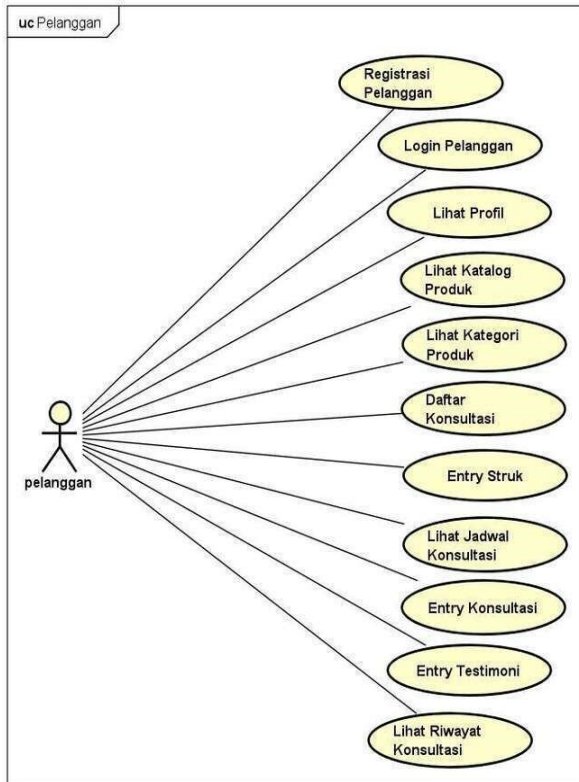 uc Pelanggan
Registrasi
Pelanggan
Login Pelanggan
Lihat Profil
Lihat Katalog
Produk
Lihat Kategori
Produk
Daftar
Konsultasi
Entry Struk
pelanggan
Lihat Jadwal
Konsultasi
Entry Konsultasi
Entry Testimoni
Lihat Riwayat
Konsultasi